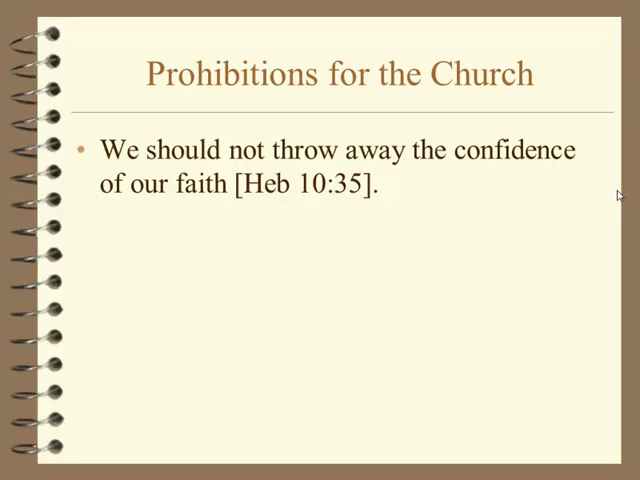 Prohibitions for the Church
• We should not throw away the confidence
of our faith [Heb 10:35].